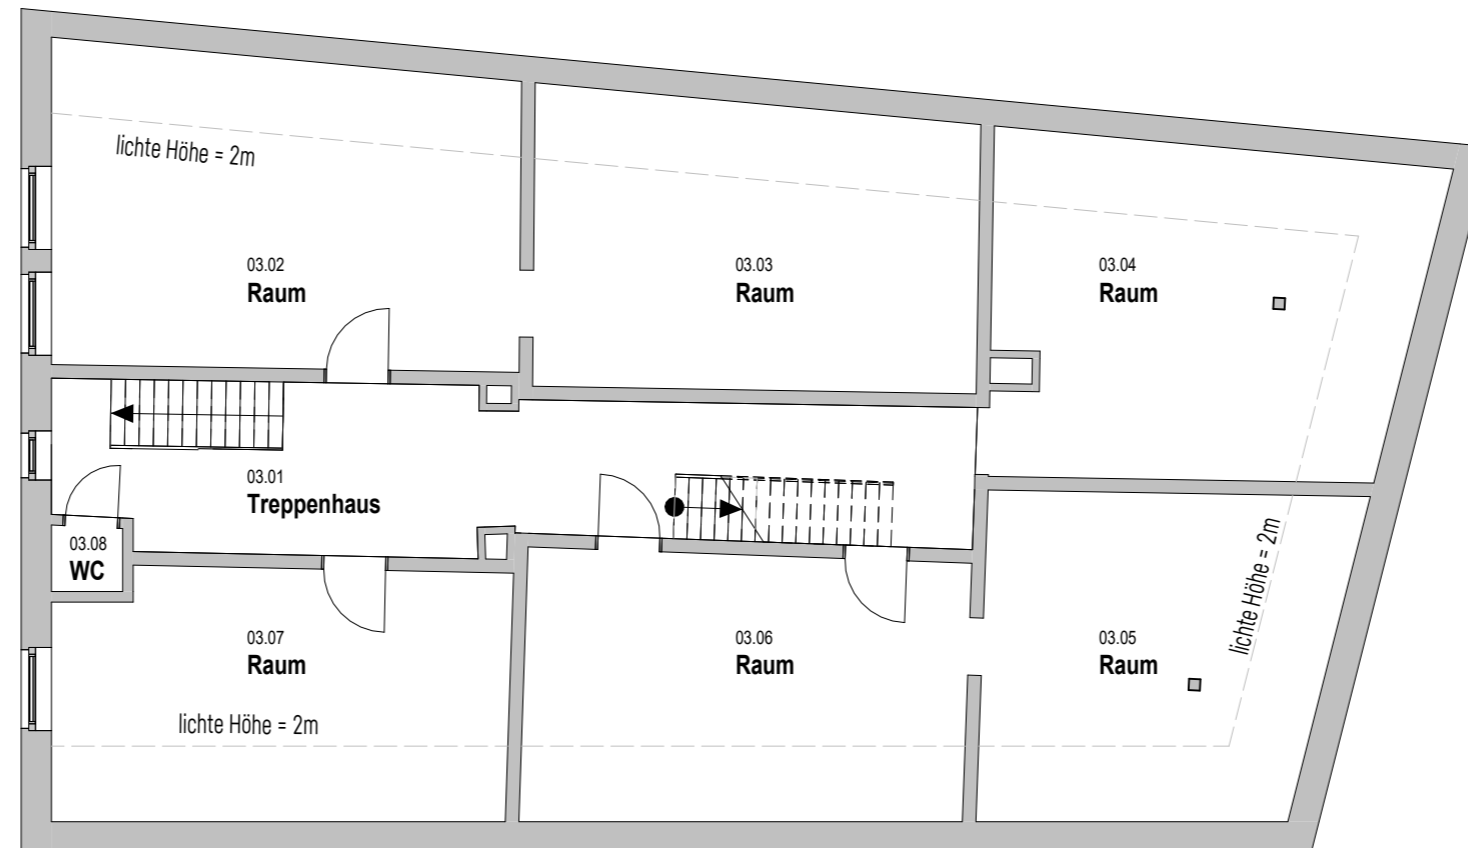 lichte Höhe = 2m
03.02
Raum
03.03
Raum
03.04
Raum
03.01
Treppenhaus
03.08
WC
03.07
Raum
03.06
Raum
03.05
Raum
lichte Höhe = 2m
lichte Höhe = 2m